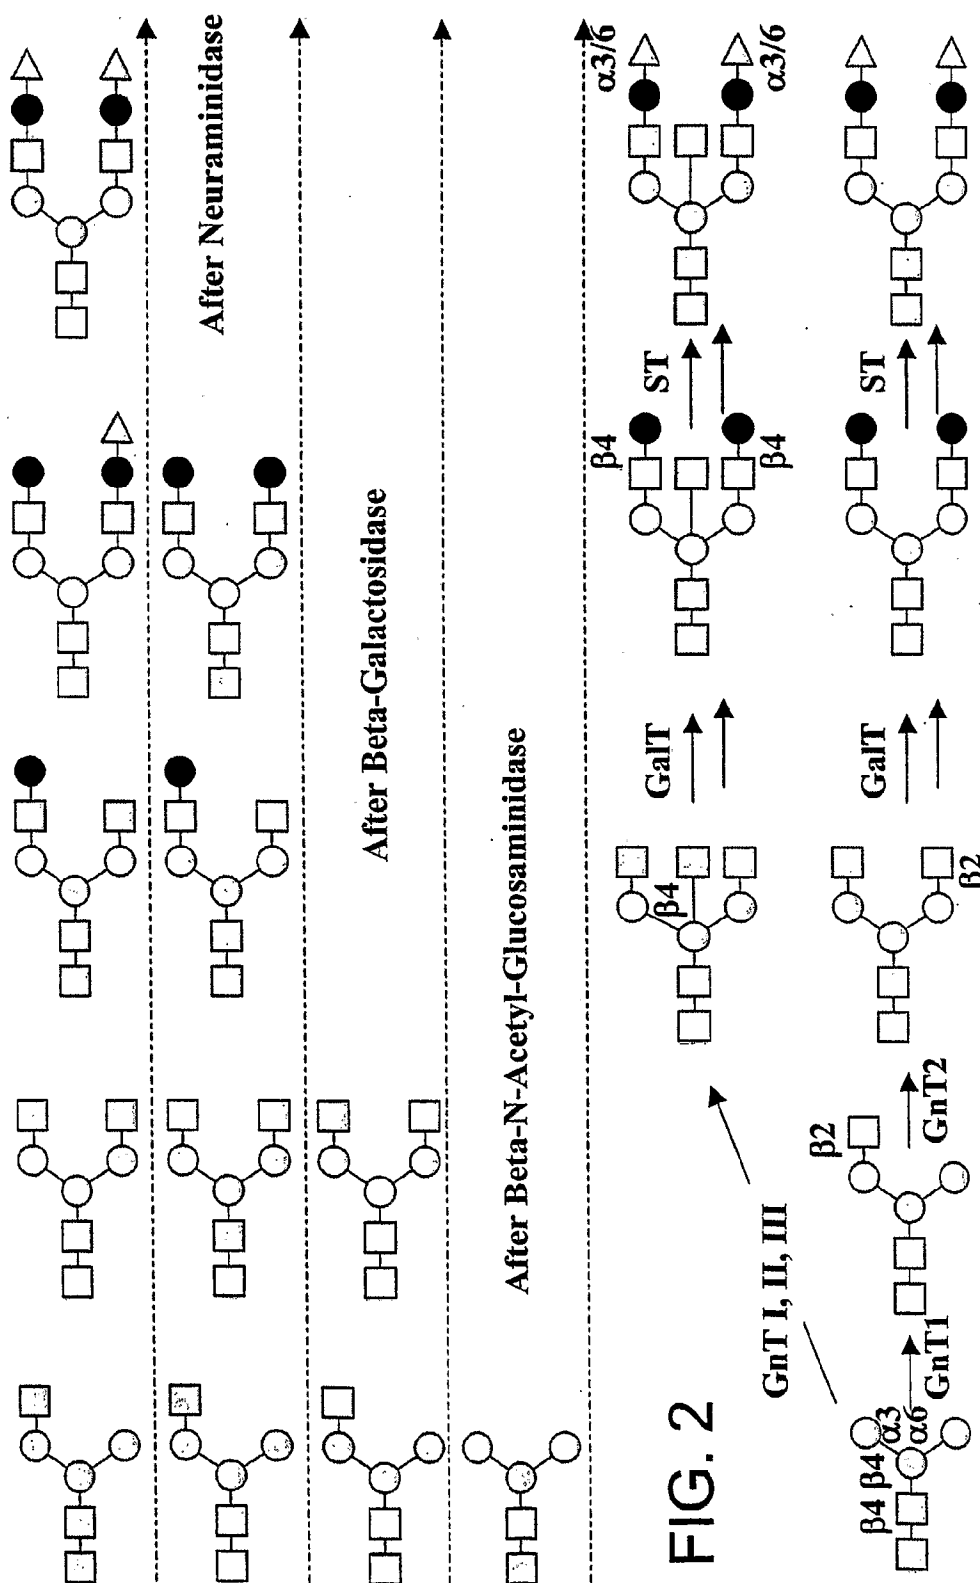 After Neuraminidase
After Beta-Galactosidase
After Beta-N-Acetyl-Glucosaminidase
FIG. 2
GnT I, II, III
β4
GalT
β4
β4
ST
α3/6
α3/6
β4 β4
α3
α6
GnT1
β2
GnT2
β2
GalT
ST